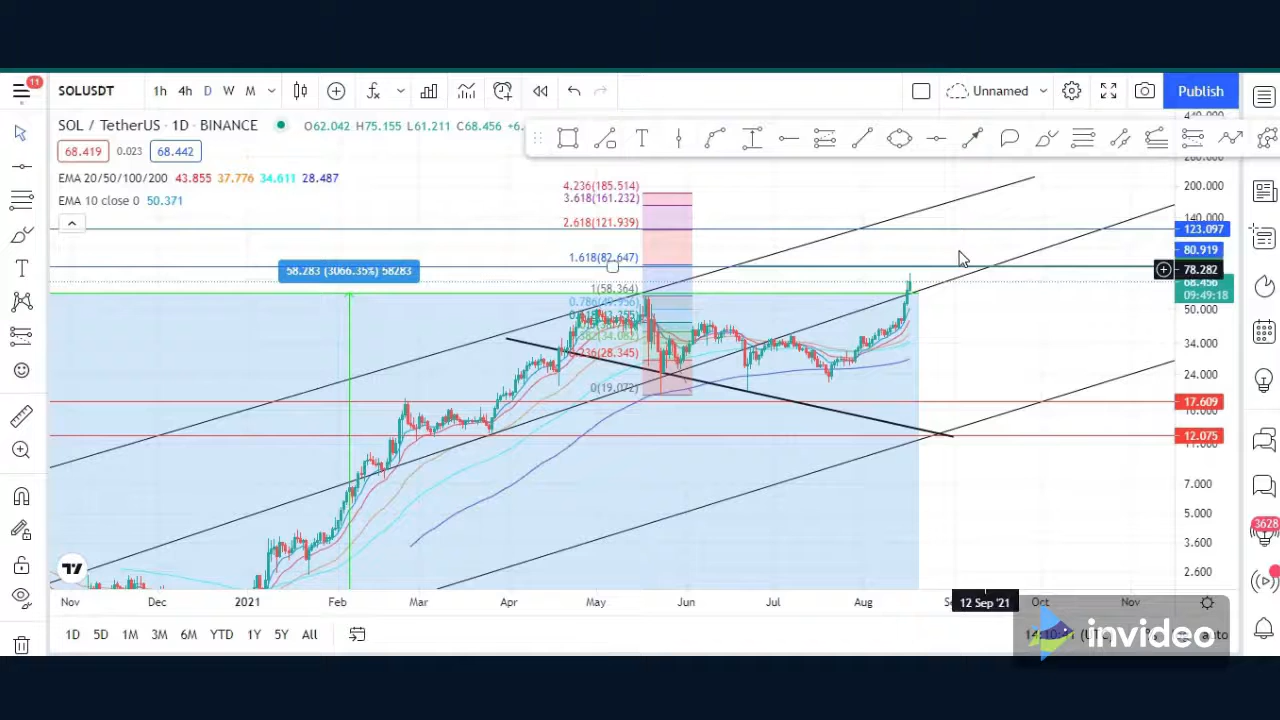 11
SOLUSDT 1h 4h D W M Unnamed Publish
SOL / TetherUS · 1D · BINANCE O62.042 H75.155 L61.211 C68.456
68.419 0.023 68.442
EMA 20/50/100/200 43.855 37.776 34.611 28.487
EMA 10 close 0 50.371
4.236(185.514)
3.618(161.232)
2.618(121.939)
1.618(82.647)
58.283 (3066.35%) 58283
1(58.364)
0(19.072)
200.000
140.000
123.097
80.919
78.282
68.456
09:49:18
50.000
34.000
24.000
17.609
12.075
7.000
5.000
3.600
2.600
3628
Nov Dec 2021 Feb Mar Apr May Jun Jul Aug 12 Sep '21 Oct Nov
1D 5D 1M 3M 6M YTD 1Y 5Y All auto
invideo